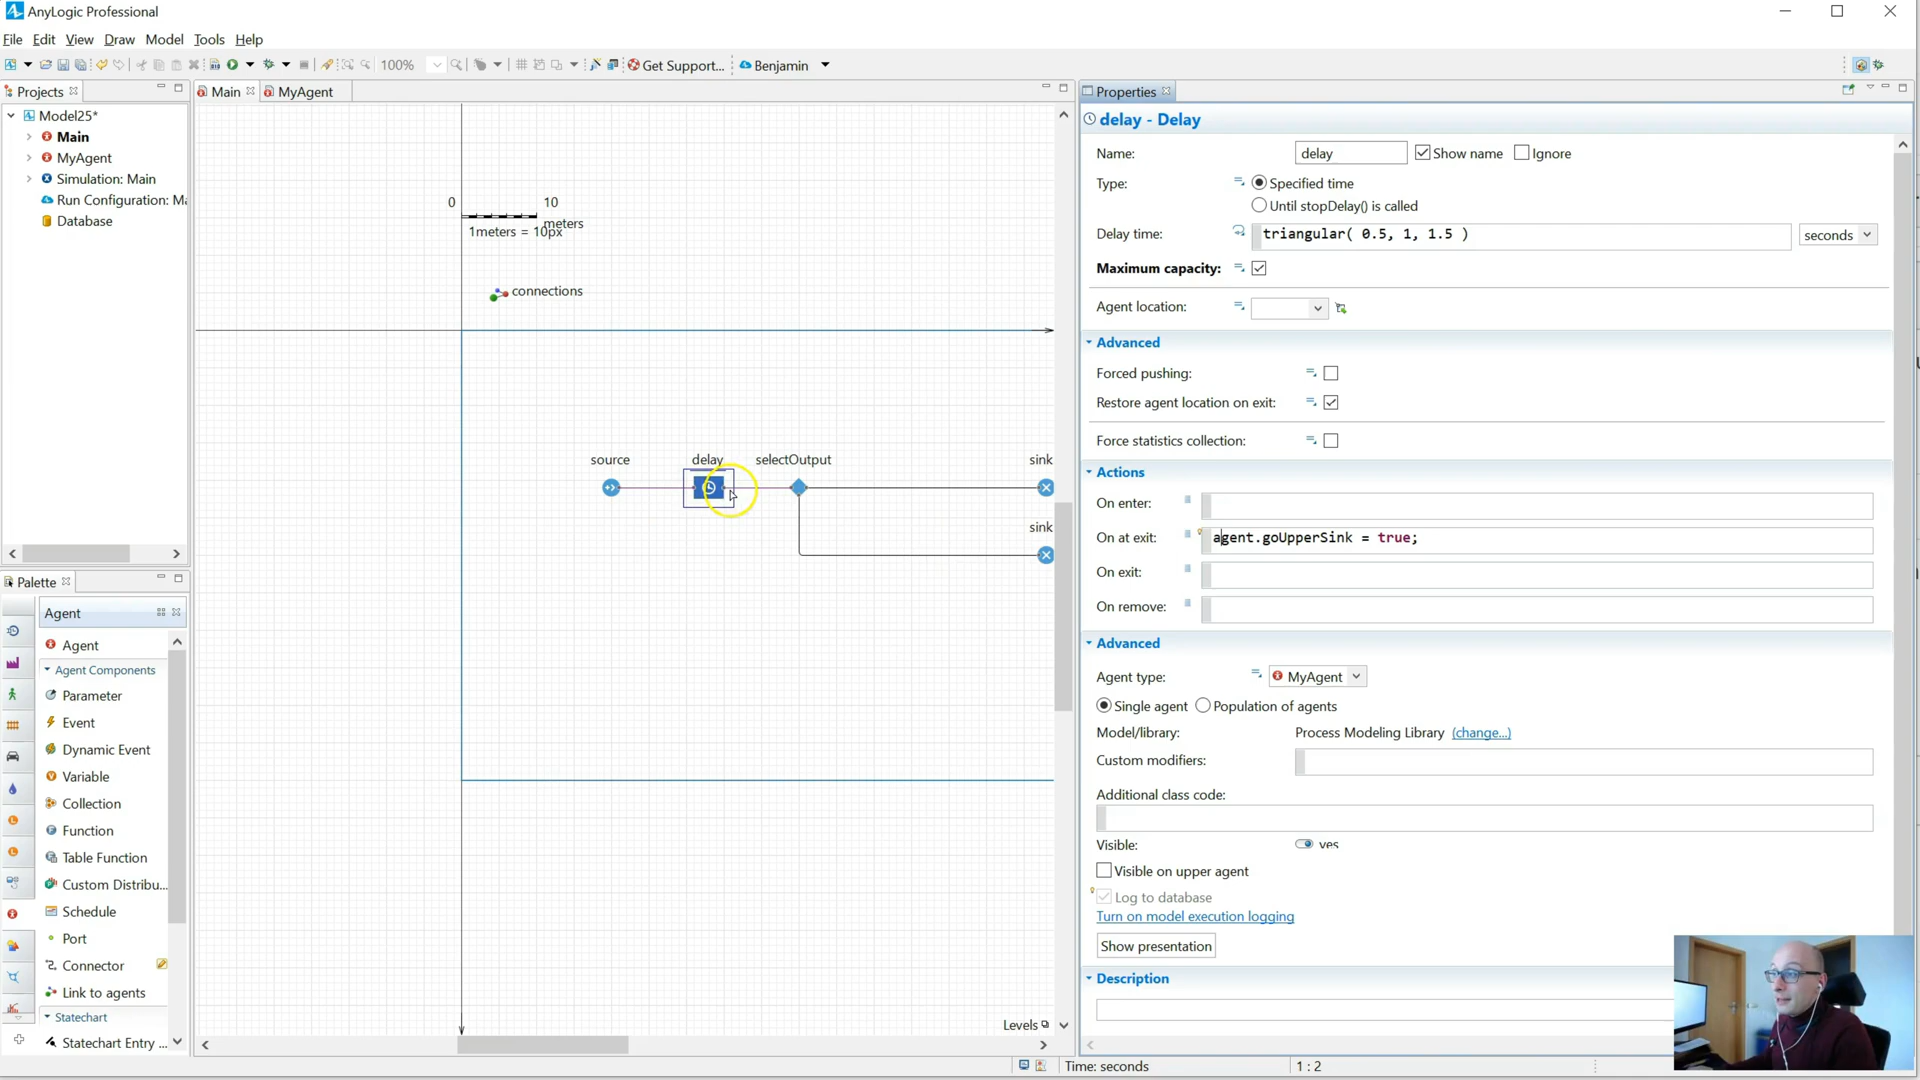 AnyLogic Professional
File Edit View Draw Model Tools Help
100% Get Support... Benjamin
Projects
Model25*
Main
MyAgent
Simulation: Main
Run Configuration: Ma
Database
Palette
Agent
Agent
Agent Components
Parameter
Event
Dynamic Event
Variable
Collection
Function
Table Function
Custom Distribu...
Schedule
Port
Connector
Link to agents
Statechart
Statechart Entry ...
Main MyAgent
0 10
meters
1meters = 10px
connections
source delay selectOutput sink
sink
Levels
Properties
delay - Delay
Name: delay Show name Ignore
Type: Specified time
Until stopDelay() is called
Delay time: triangular( 0.5, 1, 1.5 ) seconds
Maximum capacity:
Agent location:
Advanced
Forced pushing:
Restore agent location on exit:
Force statistics collection:
Actions
On enter:
On at exit: agent.goUpperSink = true;
On exit:
On remove:
Advanced
Agent type: MyAgent
Single agent Population of agents
Model/library: Process Modeling Library (change...)
Custom modifiers:
Additional class code:
Visible: yes
Visible on upper agent
Log to database
Turn on model execution logging
Show presentation
Description
Time: seconds 1 : 2